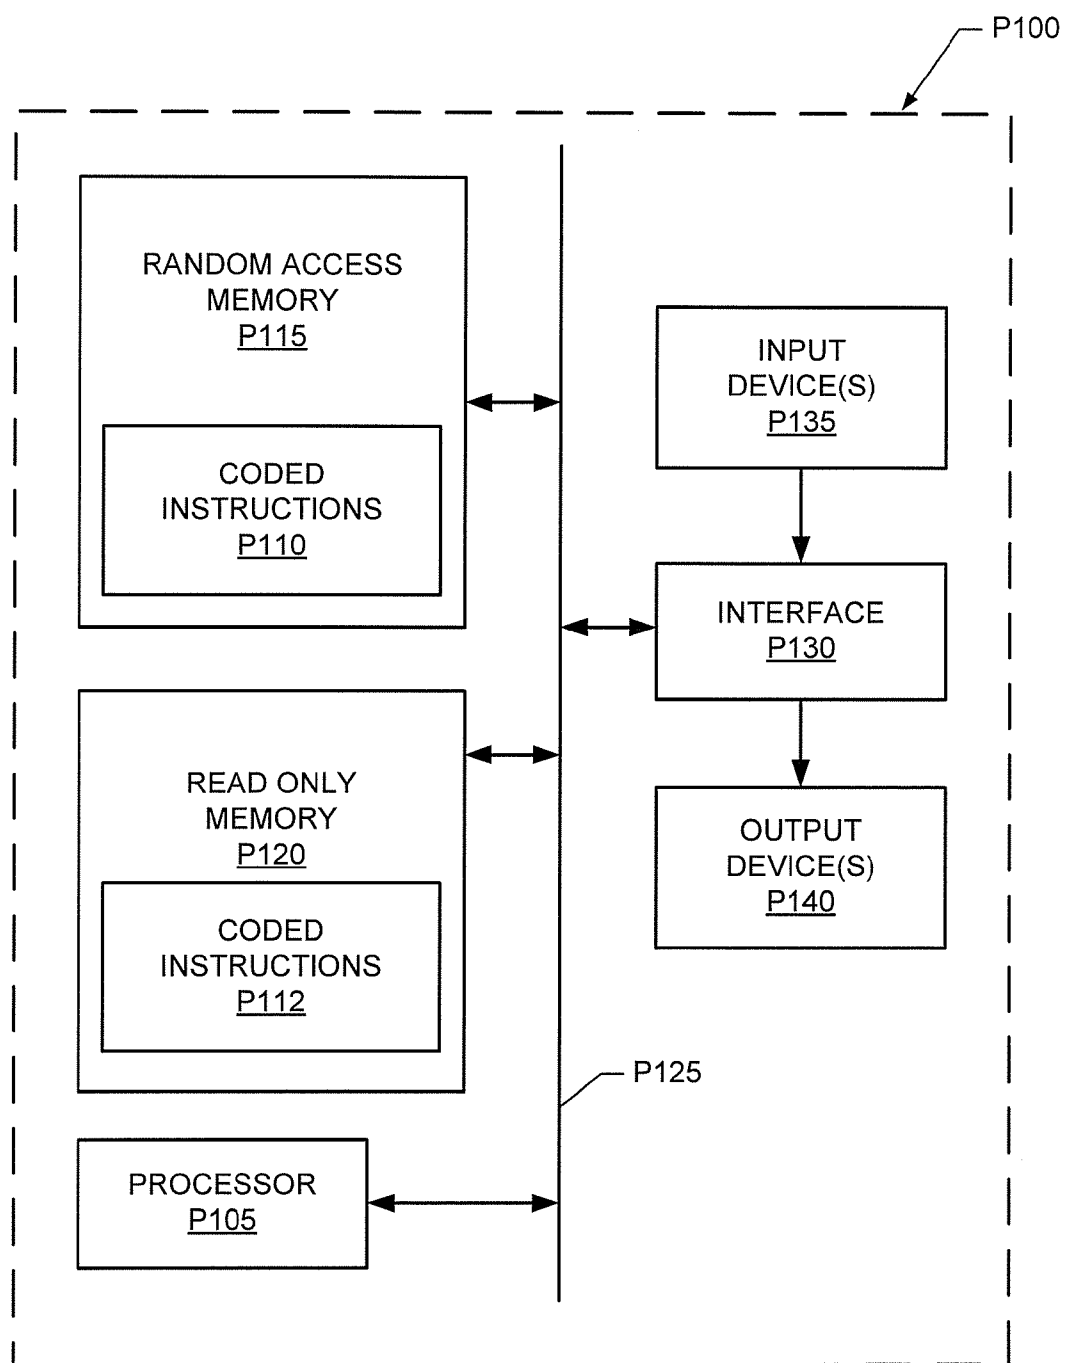 P100
RANDOM ACCESS
MEMORY
P115
CODED
INSTRUCTIONS
P110
INPUT
DEVICE(S)
P135
INTERFACE
P130
READ ONLY
MEMORY
P120
CODED
INSTRUCTIONS
P112
OUTPUT
DEVICE(S)
P140
P125
PROCESSOR
P105